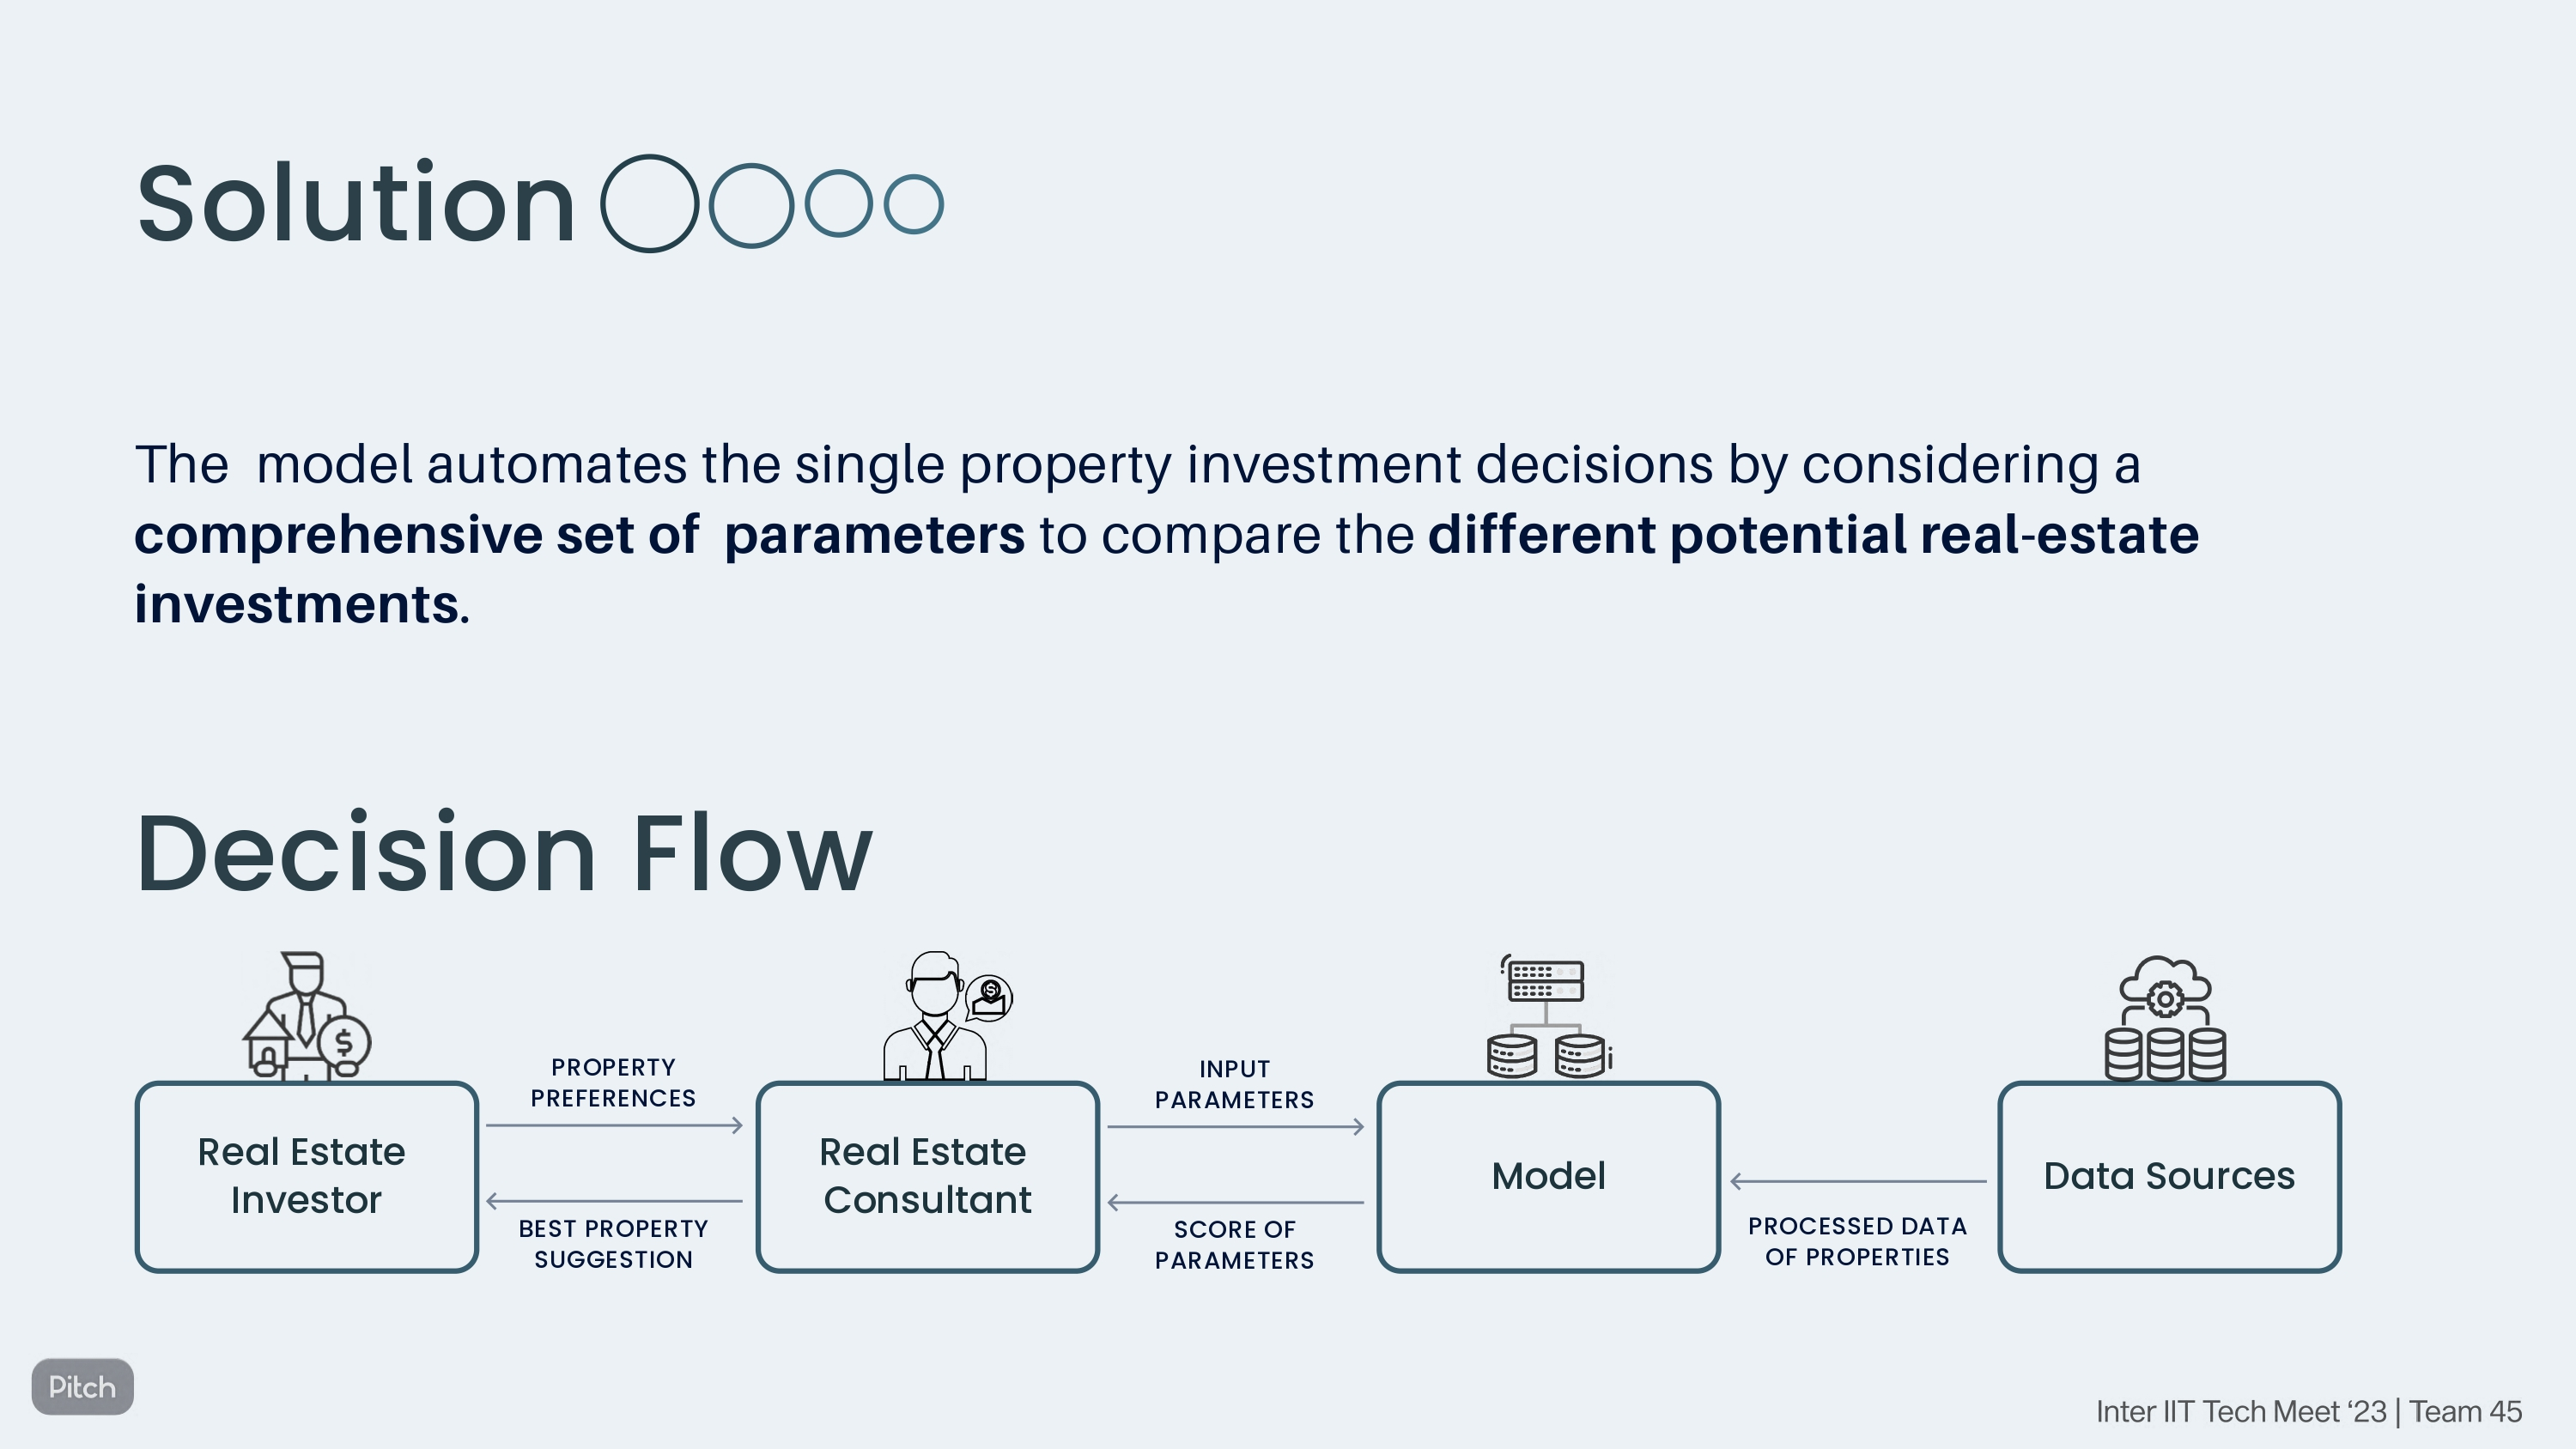 Solution
The  model automates the single property investment decisions by considering a
comprehensive set of  parameters to compare the different potential real-estate
investments.
Decision Flow
PROPERTY
PREFERENCES
INPUT
PARAMETERS
Real Estate
Investor
Real Estate
Consultant
Model
Data Sources
BEST PROPERTY
SUGGESTION
SCORE OF
PARAMETERS
PROCESSED DATA
OF PROPERTIES
Pitch
Inter IIT Tech Meet ‘23 | Team 45